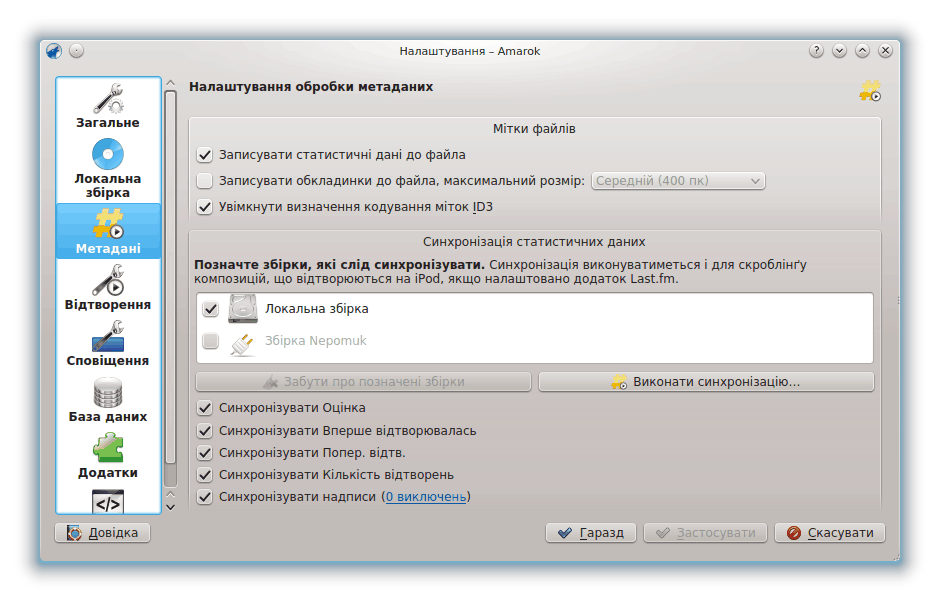 Налаштування – Amarok
Загальне
Локальна
збірка
Метадані
Відтворення
Сповіщення
База даних
Додатки
</>
Налаштування обробки метаданих
Мітки файлів
Записувати статистичні дані до файла
Записувати обкладинки до файла, максимальний розмір: Середній (400 пк)
Увімкнути визначення кодування міток ID3
Синхронізація статистичних даних
Позначте збірки, які слід синхронізувати. Синхронізація виконуватиметься і для скроблінґу
композицій, що відтворюються на iPod, якщо налаштовано додаток Last.fm.
Локальна збірка
Збірка Nepomuk
Забути про позначені збірки
Виконати синхронізацію...
Синхронізувати Оцінка
Синхронізувати Вперше відтворювалась
Синхронізувати Попер. відтв.
Синхронізувати Кількість відтворень
Синхронізувати надписи (0 виключень)
Довідка
Гаразд
Застосувати
Скасувати